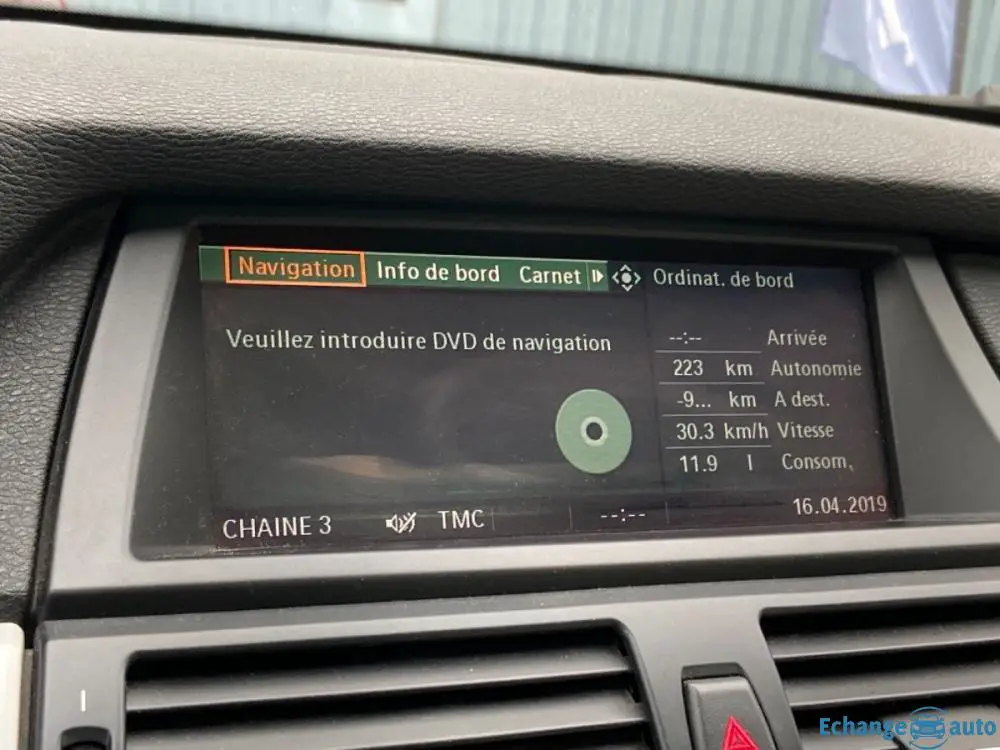 Navigation Info de bord Carnet Ordinat. de bord
Veuillez introduire DVD de navigation
--:-- Arrivée
223 km Autonomie
-9... km A dest.
30.3 km/h Vitesse
11.9 l Consom.
CHAINE 3 TMC --:-- 16.04.2019
Echange auto